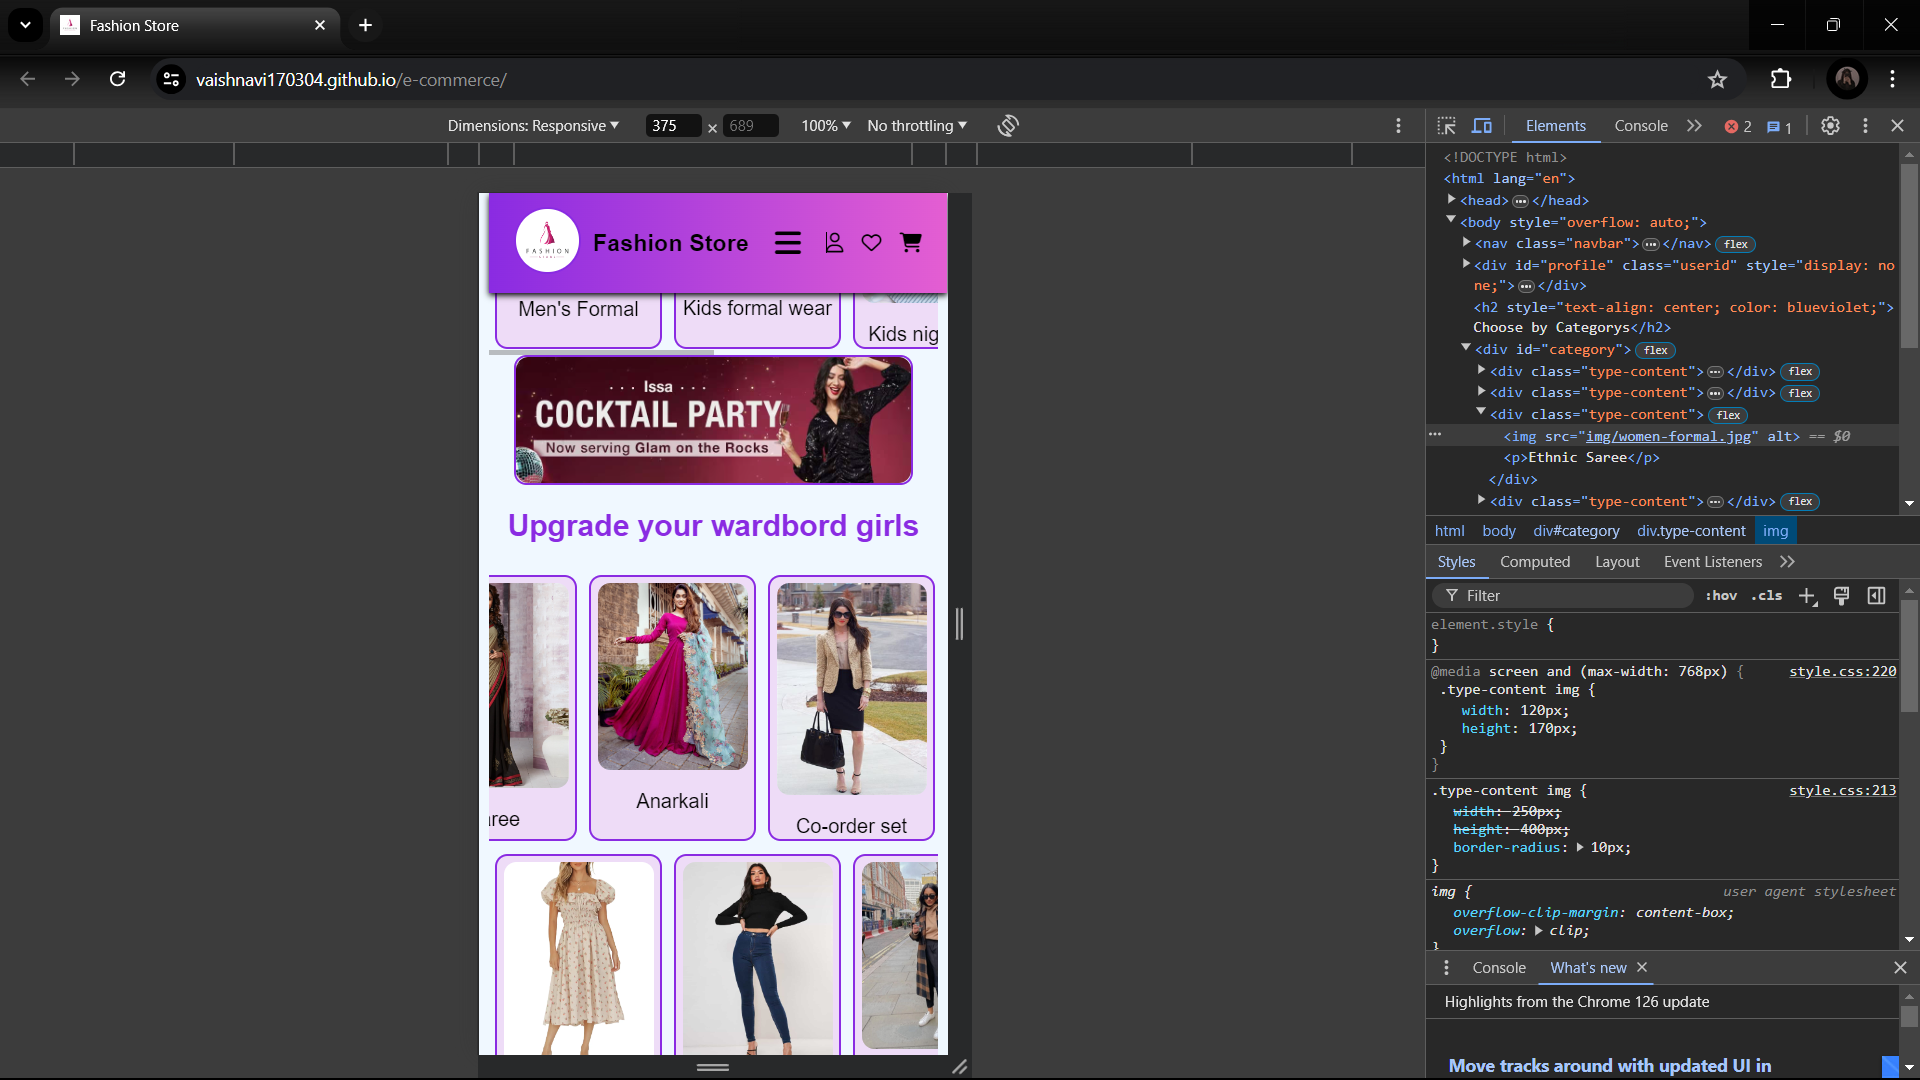 Fashion Store
vaishnavi170304.github.io/e-commerce/
Dimensions: Responsive 375 × 689 100% No throttling
Elements Console 2 1
<!DOCTYPE html>
<html lang="en">
<head> </head>
<body style="overflow: auto;">
<nav class="navbar"> </nav> flex
<div id="profile" class="userid" style="display: no
ne;"> </div>
<h2 style="text-align: center; color: blueviolet;">
Choose by Categorys</h2>
<div id="category"> flex
<div class="type-content"> </div> flex
<div class="type-content"> </div> flex
<div class="type-content"> flex
<img src="img/women-formal.jpg" alt> == $0
<p>Ethnic Saree</p>
</div>
<div class="type-content"> </div> flex
html body div#category div.type-content img
Styles Computed Layout Event Listeners
Filter :hov .cls
element.style {
}
@media screen and (max-width: 768px) { style.css:220
.type-content img {
width: 120px;
height: 170px;
}
}
.type-content img { style.css:213
width: 250px;
height: 400px;
border-radius: 10px;
}
img { user agent stylesheet
overflow-clip-margin: content-box;
overflow: clip;
}
Console What's new
Highlights from the Chrome 126 update
Move tracks around with updated UI in
FASHION
Fashion Store
Men's Formal
Kids formal wear
Kids nig
· · · Issa · · ·
COCKTAIL PARTY
Now serving Glam on the Rocks
Upgrade your wardbord girls
aree
Anarkali
Co-order set